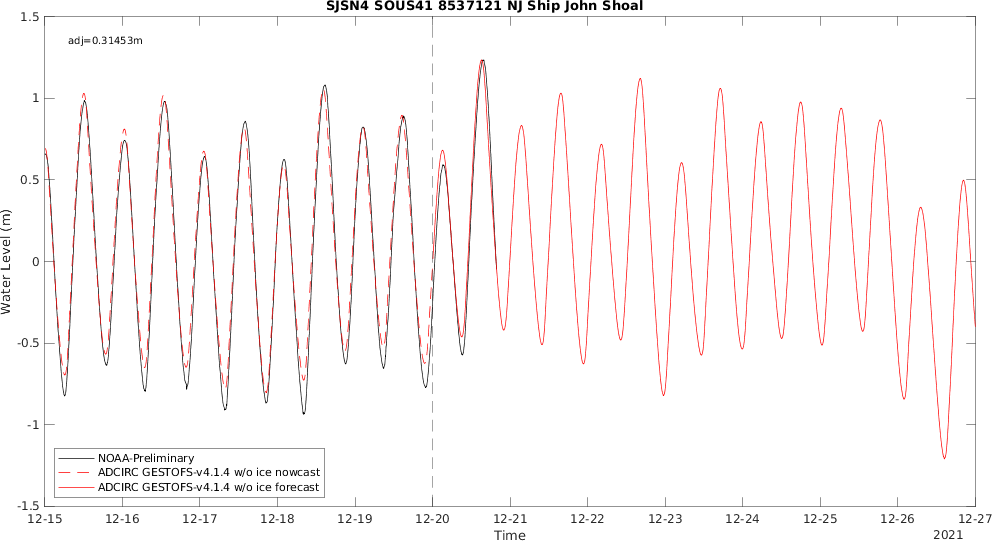 SJSN4 SOUS41 8537121 NJ Ship John Shoal
adj=0.31453m
1.5
1
0.5
0
-0.5
-1
-1.5
Water Level (m)
NOAA-Preliminary
ADCIRC GESTOFS-v4.1.4 w/o ice nowcast
ADCIRC GESTOFS-v4.1.4 w/o ice forecast
12-15 12-16 12-17 12-18 12-19 12-20 12-21 12-22 12-23 12-24 12-25 12-26 12-27
Time
2021